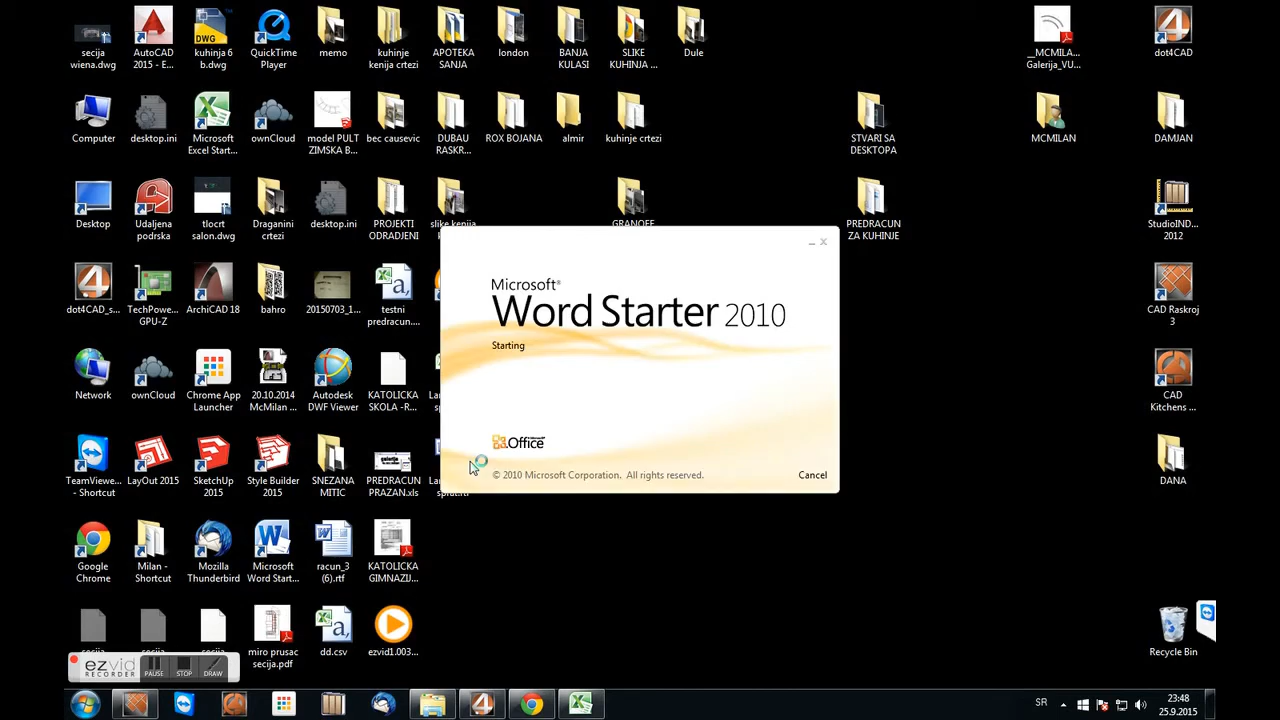 secija
wiena.dwg
AutoCAD
2015 - E...
DWG
kuhinja 6
b.dwg
QuickTime
Player
memo
kuhinje
kenija crtezi
APOTEKA
SANJA
london
BANJA
KULASI
SLIKE
KUHINJA ...
Dule
__MCMILA...
Galerija_VU...
dot4CAD
Computer
desktop.ini
Microsoft
Excel Start...
ownCloud
model PULT
ZIMSKA B...
bec causevic
DUBAU
RASKR...
ROX BOJANA
almir
kuhinje crtezi
STVARI SA
DESKTOPA
MCMILAN
DAMJAN
Desktop
Udaljena
podrska
tlocrt
salon.dwg
Draganini
crtezi
desktop.ini
PROJEKTI
ODRADJENI
slike kenija
GRANOFF
PREDRACUN
ZA KUHINJE
StudioIND...
2012
dot4CAD_s...
TechPowe...
GPU-Z
ArchiCAD 18
bahro
20150703_1...
testni
predracun....
CAD Raskroj
3
Microsoft®
Word Starter 2010
Starting
Network
ownCloud
Chrome App
Launcher
20.10.2014
McMilan ...
Autodesk
DWF Viewer
KATOLICKA
SKOLA -R...
CAD
Kitchens ...
Microsoft
Office
© 2010 Microsoft Corporation. All rights reserved.
Cancel
TeamViewe...
- Shortcut
LayOut 2015
SketchUp
2015
Style Builder
2015
SNEZANA
MITIC
PREDRACUN
PRAZAN.xls
DANA
Google
Chrome
Milan -
Shortcut
Mozilla
Thunderbird
Microsoft
Word Start...
racun_3
(6).rtf
KATOLICKA
GIMNAZIJ...
secija
secija
secija
miro prusac
secija.pdf
dd.csv
ezvid1.003...
Recycle Bin
ezvid
RECORDER
PAUSE
STOP
DRAW
SR
23:48
25.9.2015